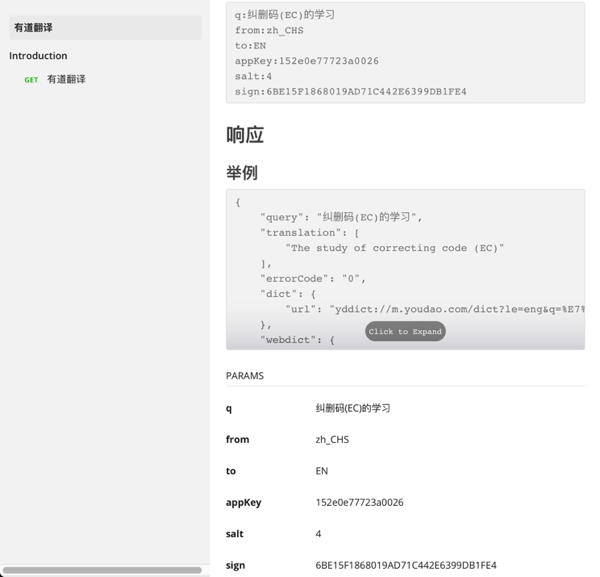 有道翻译
Introduction
GET 有道翻译
q:纠删码(EC)的学习
from:zh_CHS
to:EN
appKey:152e0e77723a0026
salt:4
sign:6BE15F1868019AD71C442E6399DB1FE4
响应
举例
{
"query": "纠删码(EC)的学习",
"translation": [
"The study of correcting code (EC)"
],
"errorCode": "0",
"dict": {
"url": "yddict://m.youdao.com/dict?le=eng&q=%E7%
},
"webdict": {
Click to Expand
PARAMS
q 纠删码(EC)的学习
from zh_CHS
to EN
appKey 152e0e77723a0026
salt 4
sign 6BE15F1868019AD71C442E6399DB1FE4